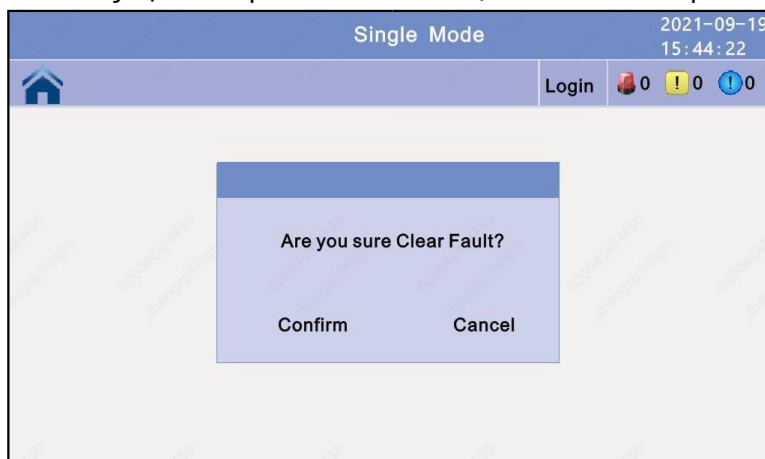 Single Mode
2021-09-19
15:44:22
Login 0 ! 0 ! 0
Are you sure Clear Fault?
Confirm Cancel